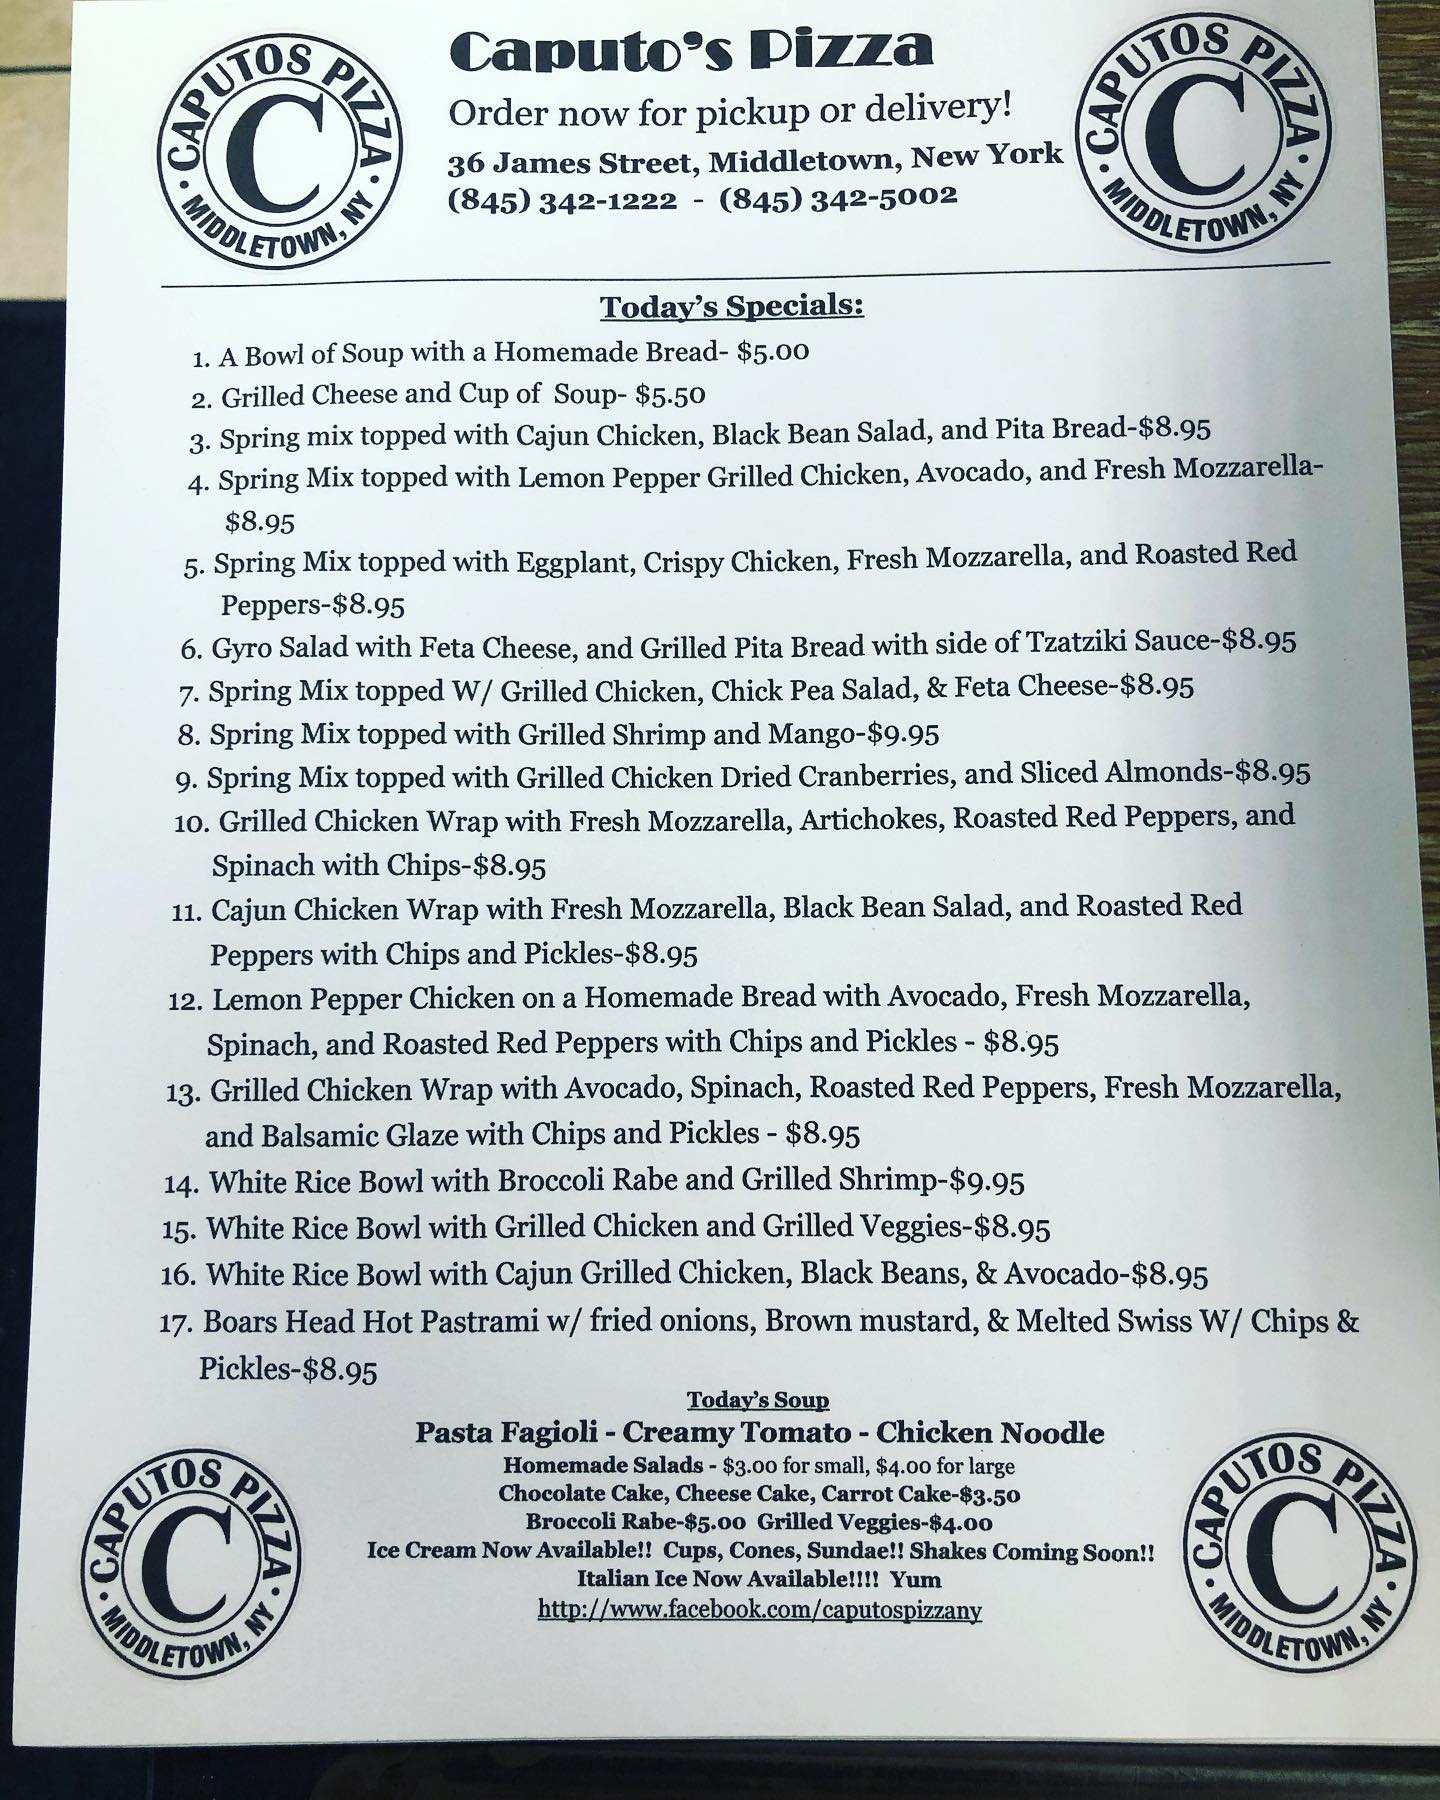 CAPUTOS PIZZA
C
MIDDLETOWN, NY
Caputo's Pizza
Order now for pickup or delivery!
36 James Street, Middletown, New York
(845) 342-1222 - (845) 342-5002
CAPUTOS PIZZA
C
MIDDLETOWN, NY
Today's Specials:
1. A Bowl of Soup with a Homemade Bread- $5.00
2. Grilled Cheese and Cup of Soup- $5.50
3. Spring mix topped with Cajun Chicken, Black Bean Salad, and Pita Bread-$8.95
4. Spring Mix topped with Lemon Pepper Grilled Chicken, Avocado, and Fresh Mozzarella-
$8.95
5. Spring Mix topped with Eggplant, Crispy Chicken, Fresh Mozzarella, and Roasted Red
Peppers-$8.95
6. Gyro Salad with Feta Cheese, and Grilled Pita Bread with side of Tzatziki Sauce-$8.95
7. Spring Mix topped W/ Grilled Chicken, Chick Pea Salad, & Feta Cheese-$8.95
8. Spring Mix topped with Grilled Shrimp and Mango-$9.95
9. Spring Mix topped with Grilled Chicken Dried Cranberries, and Sliced Almonds-$8.95
10. Grilled Chicken Wrap with Fresh Mozzarella, Artichokes, Roasted Red Peppers, and
Spinach with Chips-$8.95
11. Cajun Chicken Wrap with Fresh Mozzarella, Black Bean Salad, and Roasted Red
Peppers with Chips and Pickles-$8.95
12. Lemon Pepper Chicken on a Homemade Bread with Avocado, Fresh Mozzarella,
Spinach, and Roasted Red Peppers with Chips and Pickles - $8.95
13. Grilled Chicken Wrap with Avocado, Spinach, Roasted Red Peppers, Fresh Mozzarella,
and Balsamic Glaze with Chips and Pickles - $8.95
14. White Rice Bowl with Broccoli Rabe and Grilled Shrimp-$9.95
15. White Rice Bowl with Grilled Chicken and Grilled Veggies-$8.95
16. White Rice Bowl with Cajun Grilled Chicken, Black Beans, & Avocado-$8.95
17. Boars Head Hot Pastrami w/ fried onions, Brown mustard, & Melted Swiss W/ Chips &
Pickles-$8.95
Today's Soup
Pasta Fagioli - Creamy Tomato - Chicken Noodle
Homemade Salads - $3.00 for small, $4.00 for large
Chocolate Cake, Cheese Cake, Carrot Cake-$3.50
Broccoli Rabe-$5.00 Grilled Veggies-$4.00
Ice Cream Now Available!! Cups, Cones, Sundae!! Shakes Coming Soon!!
Italian Ice Now Available!!!! Yum
http://www.facebook.com/caputospizzany
CAPUTOS PIZZA
C
MIDDLETOWN, NY
CAPUTOS PIZZA
C
MIDDLETOWN, NY